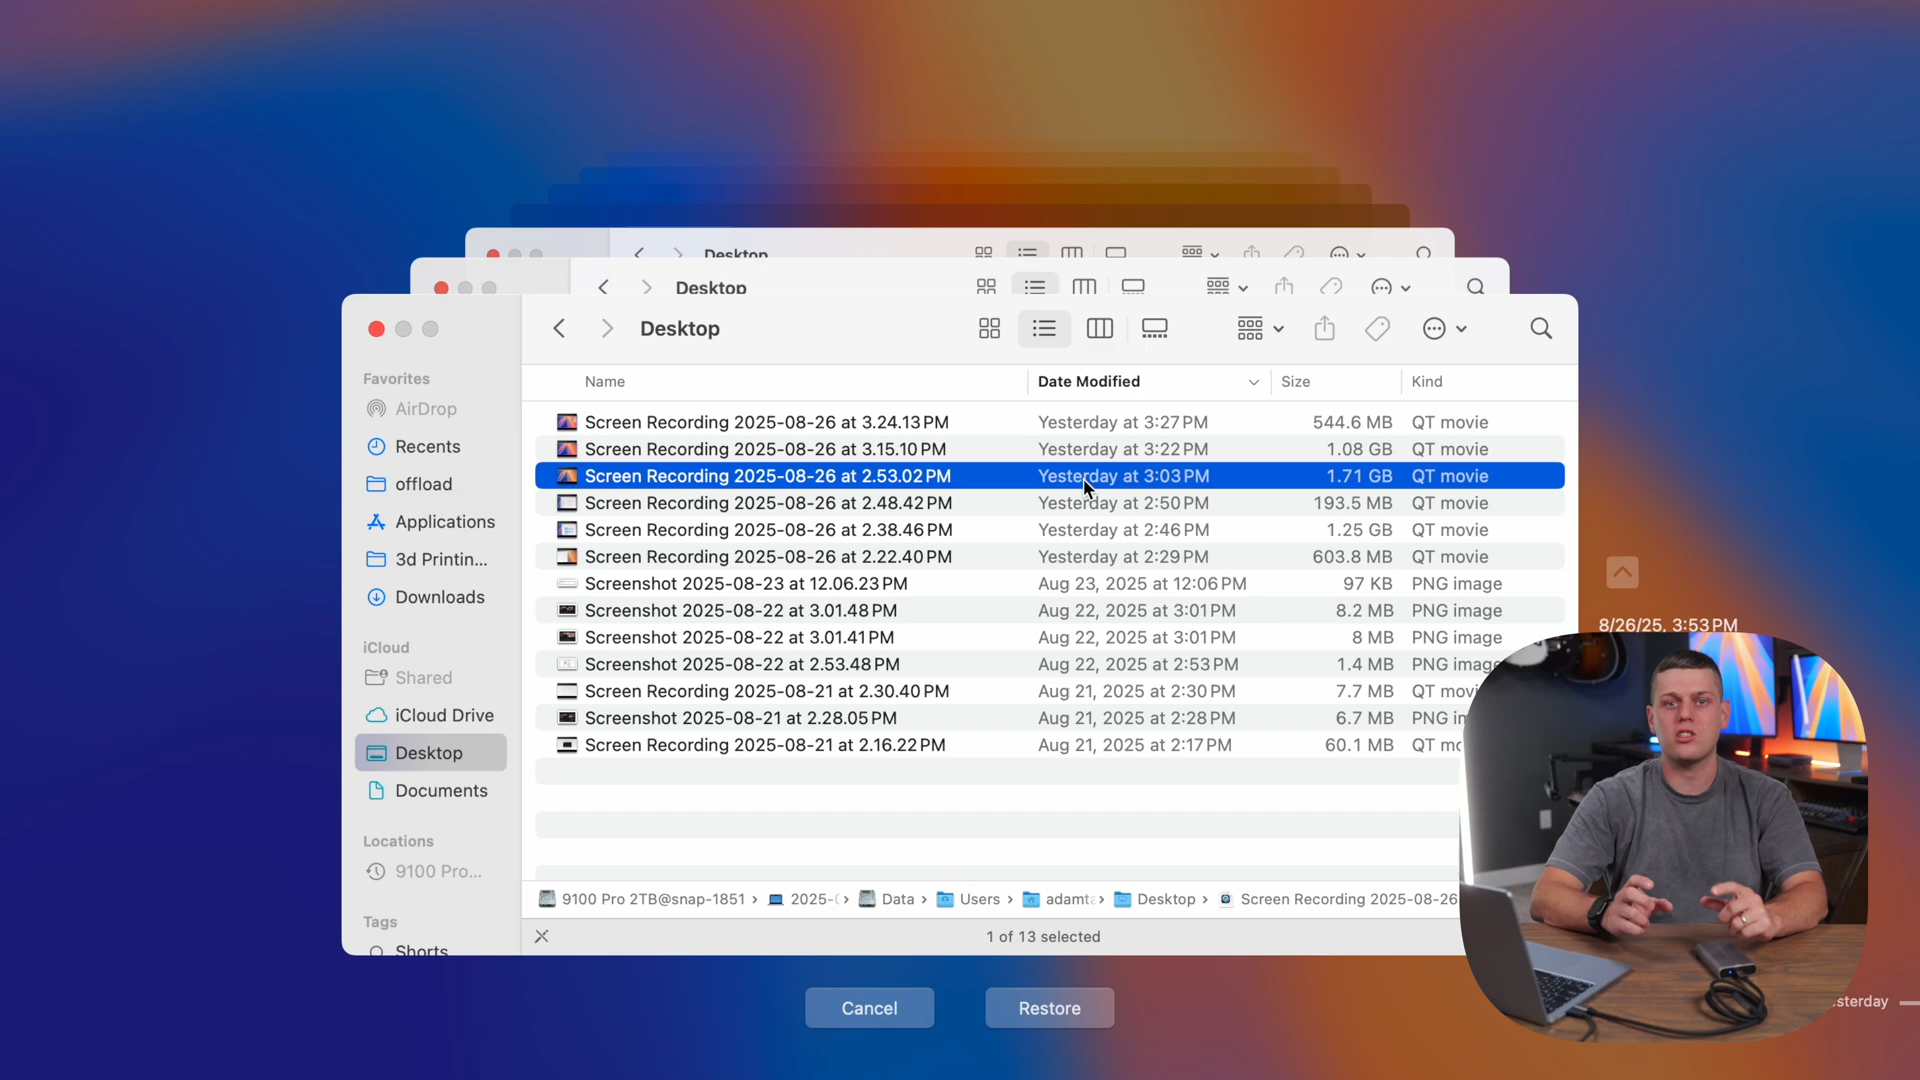 Desktop
Desktop
Desktop
Favorites
AirDrop
Recents
offload
Applications
3d Printin...
Downloads
iCloud
Shared
iCloud Drive
Desktop
Documents
Locations
9100 Pro...
Tags
Shorts
Name Date Modified Size Kind
Screen Recording 2025-08-26 at 3.24.13 PM Yesterday at 3:27 PM 544.6 MB QT movie
Screen Recording 2025-08-26 at 3.15.10 PM Yesterday at 3:22 PM 1.08 GB QT movie
Screen Recording 2025-08-26 at 2.53.02 PM Yesterday at 3:03 PM 1.71 GB QT movie
Screen Recording 2025-08-26 at 2.48.42 PM Yesterday at 2:50 PM 193.5 MB QT movie
Screen Recording 2025-08-26 at 2.38.46 PM Yesterday at 2:46 PM 1.25 GB QT movie
Screen Recording 2025-08-26 at 2.22.40 PM Yesterday at 2:29 PM 603.8 MB QT movie
Screenshot 2025-08-23 at 12.06.23 PM Aug 23, 2025 at 12:06 PM 97 KB PNG image
Screenshot 2025-08-22 at 3.01.48 PM Aug 22, 2025 at 3:01 PM 8.2 MB PNG image
Screenshot 2025-08-22 at 3.01.41 PM Aug 22, 2025 at 3:01 PM 8 MB PNG image
Screenshot 2025-08-22 at 2.53.48 PM Aug 22, 2025 at 2:53 PM 1.4 MB PNG image
Screen Recording 2025-08-21 at 2.30.40 PM Aug 21, 2025 at 2:30 PM 7.7 MB QT movi
Screenshot 2025-08-21 at 2.28.05 PM Aug 21, 2025 at 2:28 PM 6.7 MB PNG in
Screen Recording 2025-08-21 at 2.16.22 PM Aug 21, 2025 at 2:17 PM 60.1 MB QT mo
9100 Pro 2TB@snap-1851 › 2025- › Data › Users › adamt › Desktop › Screen Recording 2025-08-26
1 of 13 selected
8/26/25, 3:53 PM
sterday
Cancel
Restore